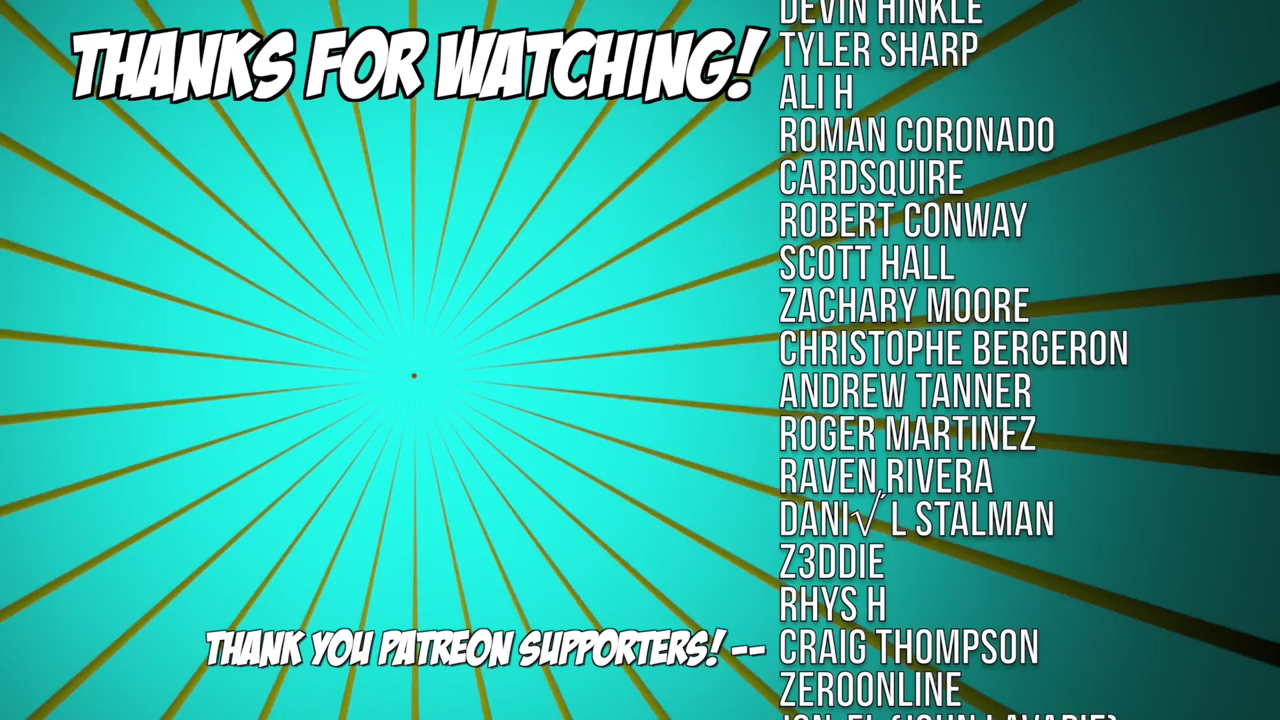 THANKS FOR WATCHING!
DEVIN HINKLE
TYLER SHARP
ALI H
ROMAN CORONADO
CARDSQUIRE
ROBERT CONWAY
SCOTT HALL
ZACHARY MOORE
CHRISTOPHE BERGERON
ANDREW TANNER
ROGER MARTINEZ
RAVEN RIVERA
DANI√´L STALMAN
Z3DDIE
RHYS H
THANK YOU PATREON SUPPORTERS! -- CRAIG THOMPSON
ZEROONLINE